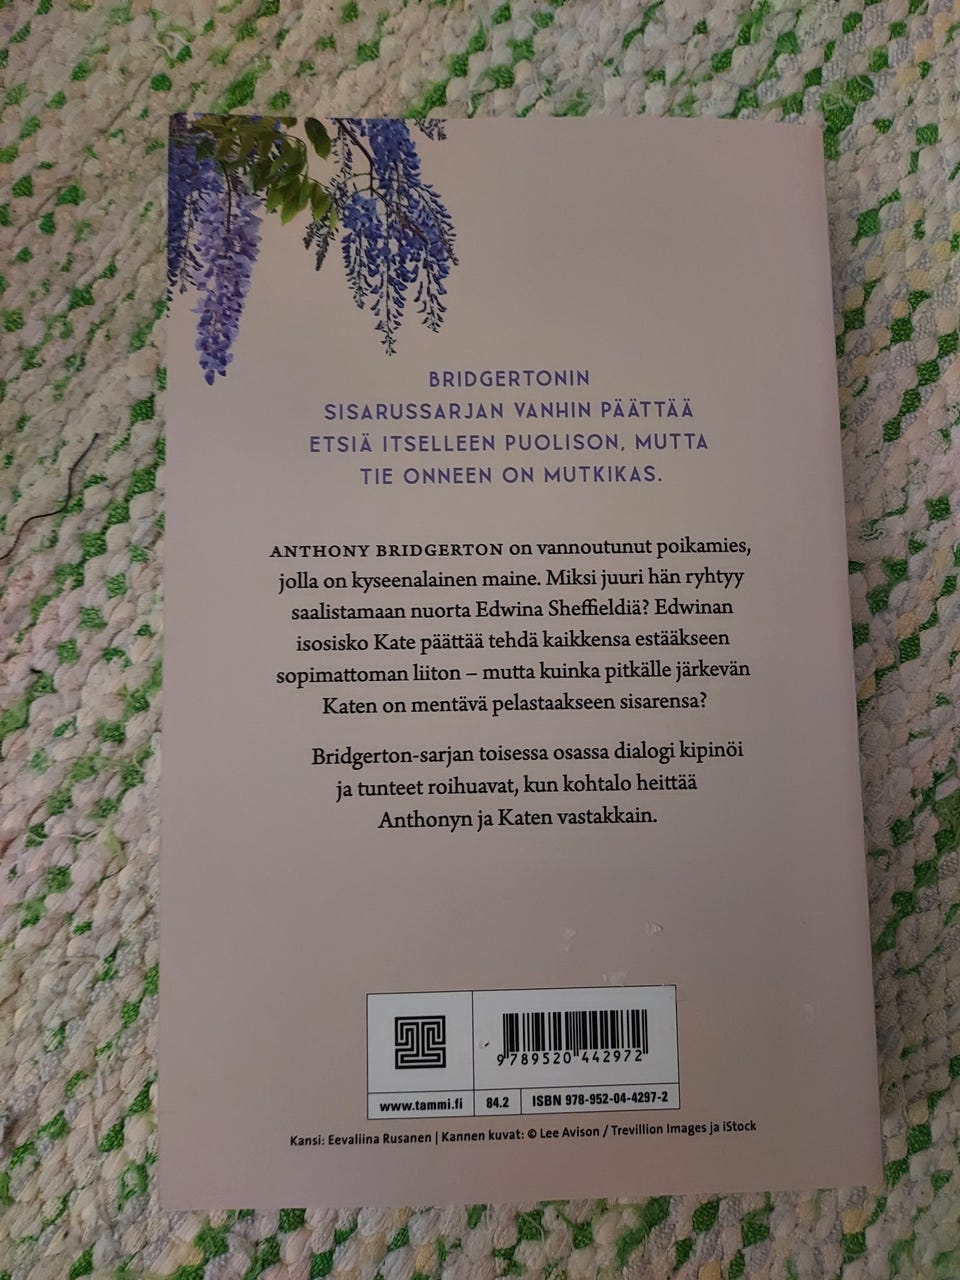 BRIDGERTONIN
SISARUSSARJAN VANHIN PÄÄTTÄÄ
ETSIÄ ITSELLEEN PUOLISON, MUTTA
TIE ONNEEN ON MUTKIKAS.
ANTHONY BRIDGERTON on vannoutunut poikamies,
jolla on kyseenalainen maine. Miksi juuri hän ryhtyy
saalistamaan nuorta Edwina Sheffieldiä? Edwinan
isosisko Kate päättää tehdä kaikkensa estääkseen
sopimattoman liiton – mutta kuinka pitkälle järkevän
Katen on mentävä pelastaakseen sisarensa?
Bridgerton-sarjan toisessa osassa dialogi kipinöi
ja tunteet roihuavat, kun kohtalo heittää
Anthonyn ja Katen vastakkain.
9 789520 442972
www.tammi.fi 84.2 ISBN 978-952-04-4297-2
Kansi: Eevaliina Rusanen | Kannen kuvat: © Lee Avison / Trevillion Images ja iStock